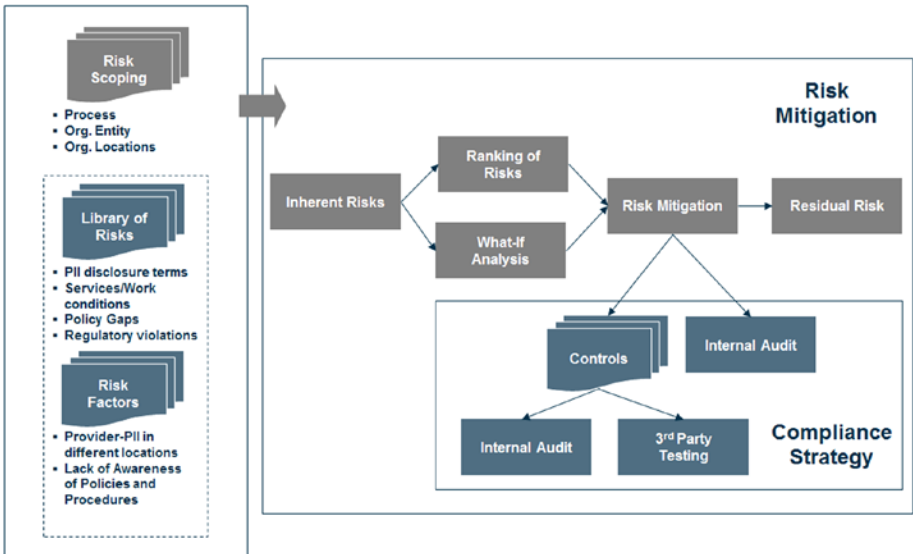 Risk
Scoping
▪ Process
▪ Org. Entity
▪ Org. Locations
Library of
Risks
▪ PII disclosure terms
▪ Services/Work
conditions
▪ Policy Gaps
▪ Regulatory violations
Risk
Factors
▪ Provider-PII in
different locations
▪ Lack of Awareness
of Policies and
Procedures
Risk
Mitigation
Inherent Risks
Ranking of
Risks
What-If
Analysis
Risk Mitigation
Residual Risk
Controls
Internal Audit
Internal Audit
3rd Party
Testing
Compliance
Strategy